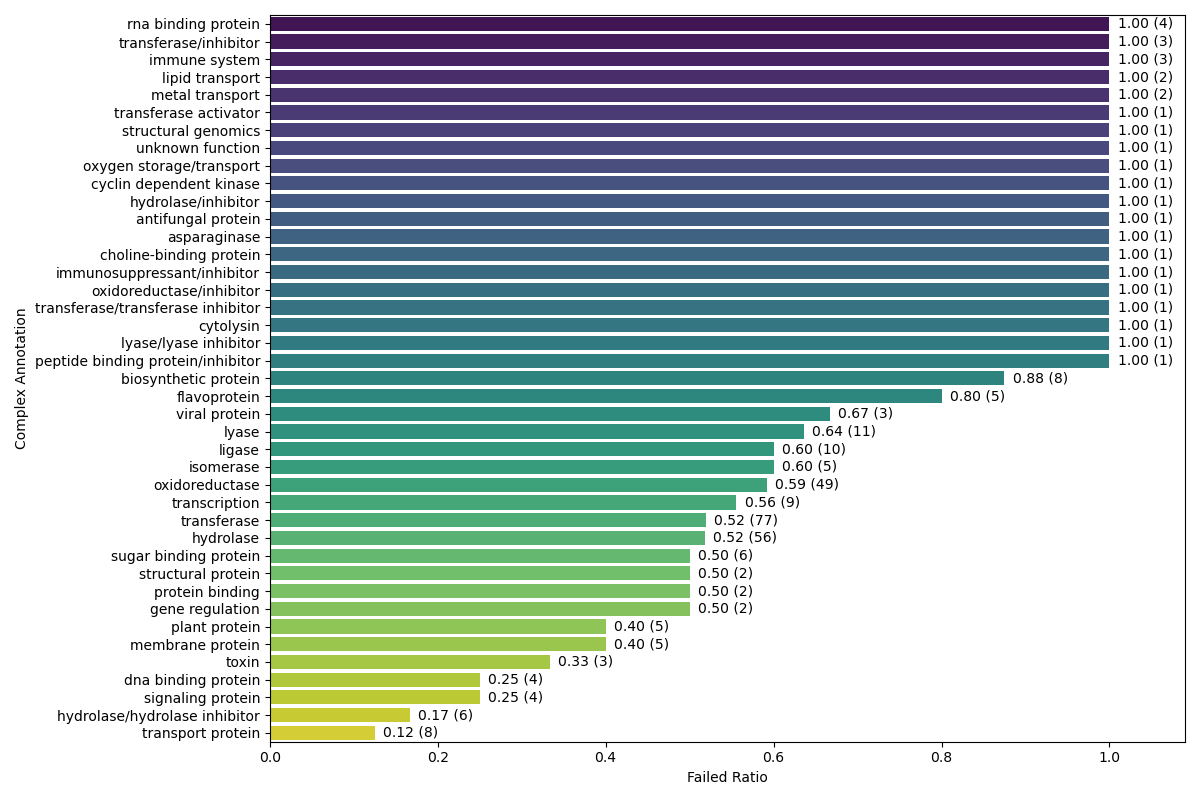 rna binding protein 1.00 (4)
transferase/inhibitor 1.00 (3)
immune system 1.00 (3)
lipid transport 1.00 (2)
metal transport 1.00 (2)
transferase activator 1.00 (1)
structural genomics 1.00 (1)
unknown function 1.00 (1)
oxygen storage/transport 1.00 (1)
cyclin dependent kinase 1.00 (1)
hydrolase/inhibitor 1.00 (1)
antifungal protein 1.00 (1)
asparaginase 1.00 (1)
choline-binding protein 1.00 (1)
immunosuppressant/inhibitor 1.00 (1)
oxidoreductase/inhibitor 1.00 (1)
transferase/transferase inhibitor 1.00 (1)
cytolysin 1.00 (1)
lyase/lyase inhibitor 1.00 (1)
peptide binding protein/inhibitor 1.00 (1)
biosynthetic protein 0.88 (8)
flavoprotein 0.80 (5)
viral protein 0.67 (3)
lyase 0.64 (11)
ligase 0.60 (10)
isomerase 0.60 (5)
oxidoreductase 0.59 (49)
transcription 0.56 (9)
transferase 0.52 (77)
hydrolase 0.52 (56)
sugar binding protein 0.50 (6)
structural protein 0.50 (2)
protein binding 0.50 (2)
gene regulation 0.50 (2)
plant protein 0.40 (5)
membrane protein 0.40 (5)
toxin 0.33 (3)
dna binding protein 0.25 (4)
signaling protein 0.25 (4)
hydrolase/hydrolase inhibitor 0.17 (6)
transport protein 0.12 (8)
Complex Annotation
0.0 0.2 0.4 0.6 0.8 1.0
Failed Ratio